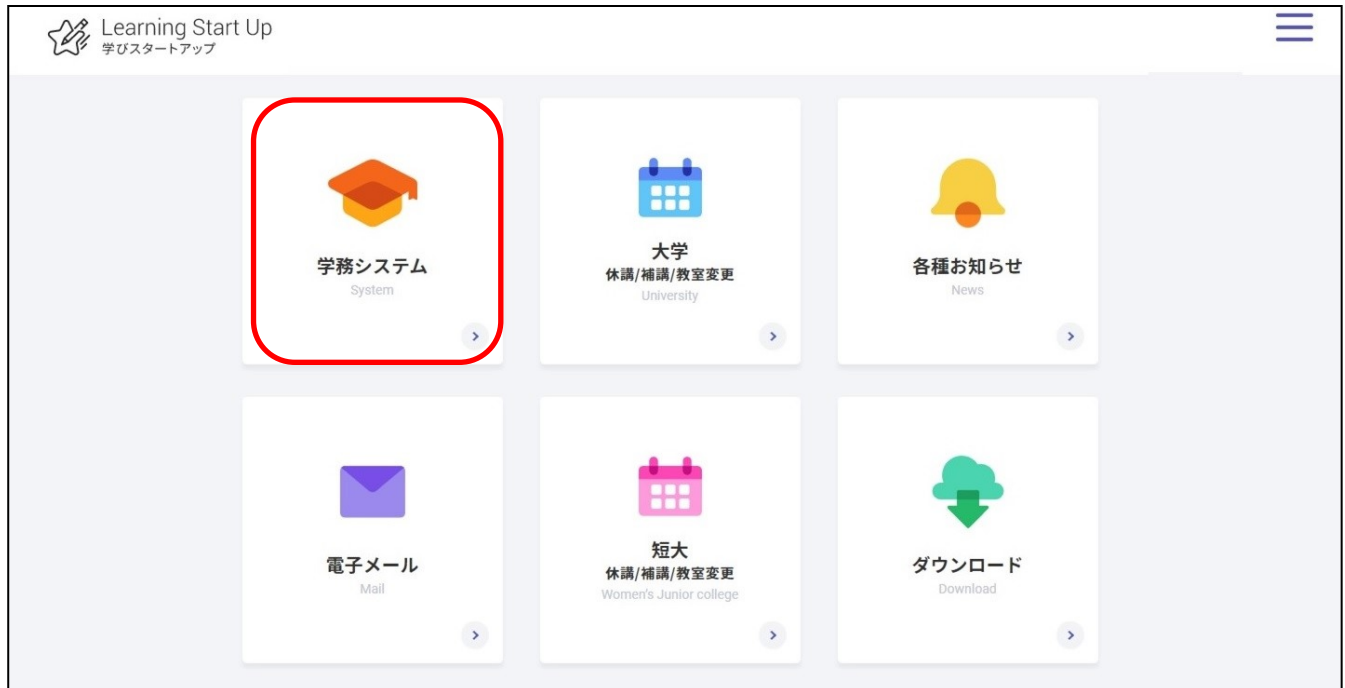 Learning Start Up
学びスタートアップ
学務システム
System
大学
休講/補講/教室変更
University
各種お知らせ
News
電子メール
Mail
短大
休講/補講/教室変更
Women's Junior college
ダウンロード
Download